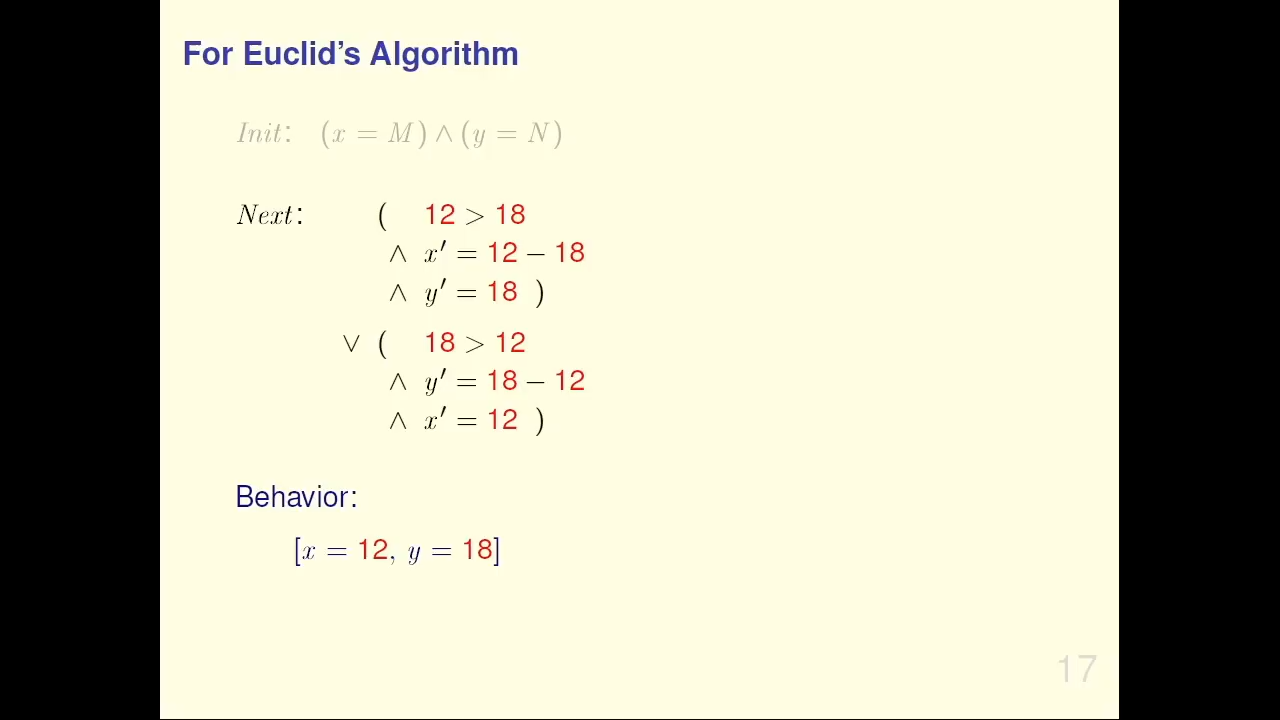 For Euclid's Algorithm
Init: (x = M) ∧ (y = N)
Next: ( 12 > 18
∧ x′ = 12 − 18
∧ y′ = 18 )
∨ ( 18 > 12
∧ y′ = 18 − 12
∧ x′ = 12 )
Behavior:
[x = 12, y = 18]
17